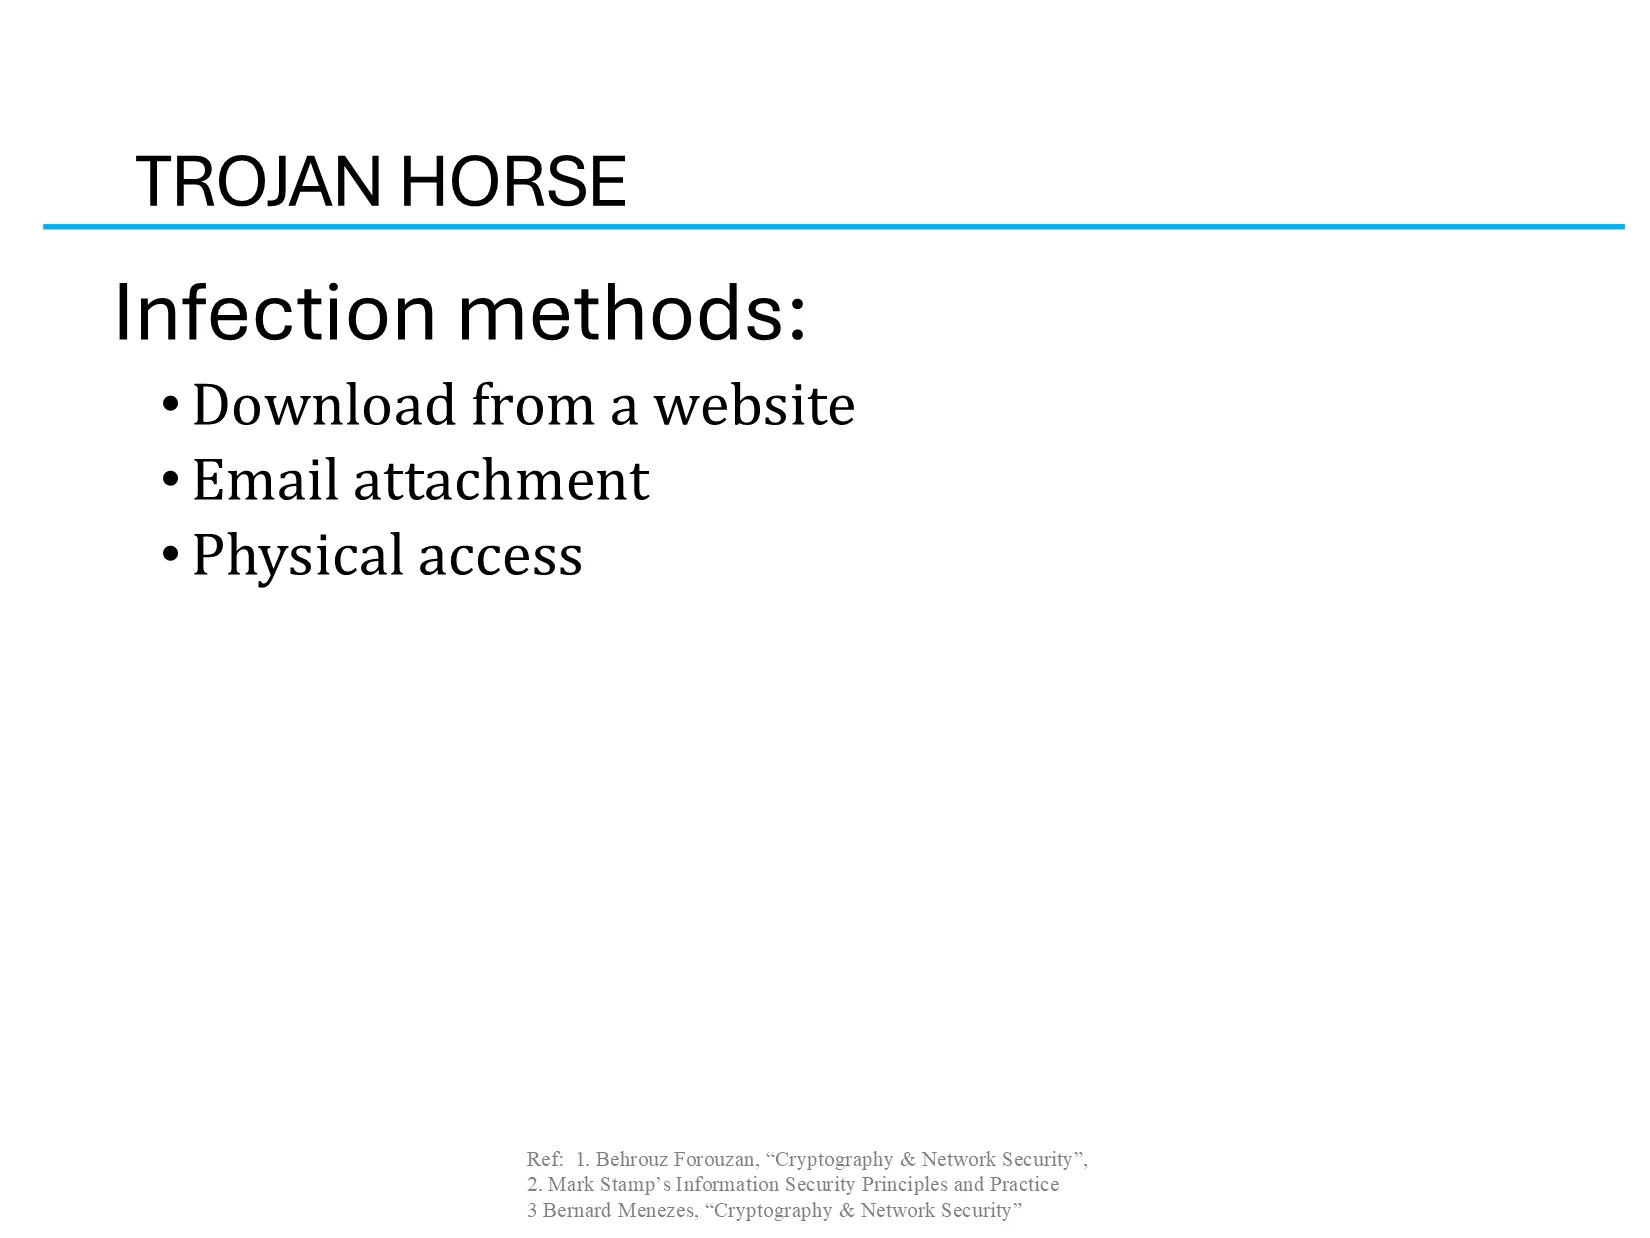 TROJAN HORSE
Infection methods:
• Download from a website
• Email attachment
• Physical access
Ref:  1. Behrouz Forouzan, “Cryptography & Network Security”,
2. Mark Stamp’s Information Security Principles and Practice
3 Bernard Menezes, “Cryptography & Network Security”